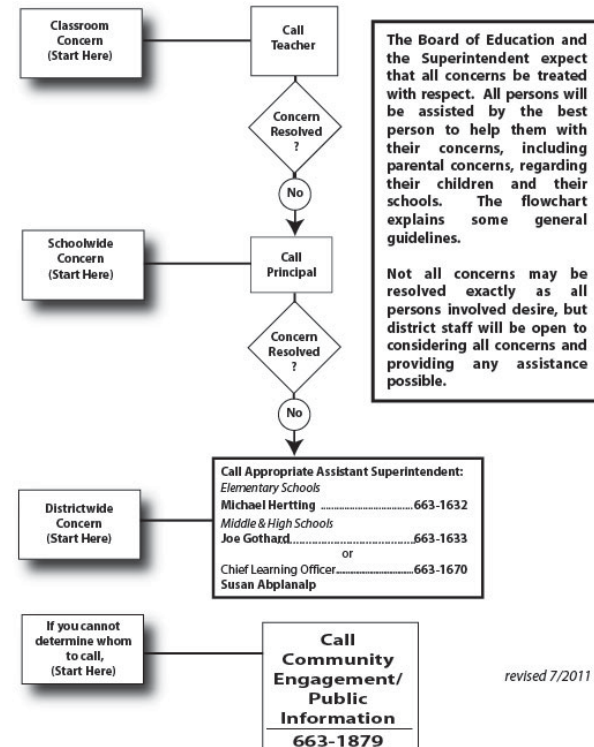 Classroom
Concern
(Start Here)
Call
Teacher
Concern
Resolved
?
No
Schoolwide
Concern
(Start Here)
Call
Principal
Concern
Resolved
?
No
Districtwide
Concern
(Start Here)
Call Appropriate Assistant Superintendent:
Elementary Schools
Michael Hertting ................................663-1632
Middle & High Schools
Joe Gothard...........................................663-1633
or
Chief Learning Officer...........................663-1670
Susan Abplanalp
If you cannot
determine whom
to call,
(Start Here)
Call
Community
Engagement/
Public
Information
663-1879
The Board of Education and
the Superintendent expect
that all concerns be treated
with respect. All persons will
be assisted by the best
person to help them with
their concerns, including
parental concerns, regarding
their children and their
schools. The flowchart
explains some general
guidelines.
Not all concerns may be
resolved exactly as all
persons involved desire, but
district staff will be open to
considering all concerns and
providing any assistance
possible.
revised 7/2011